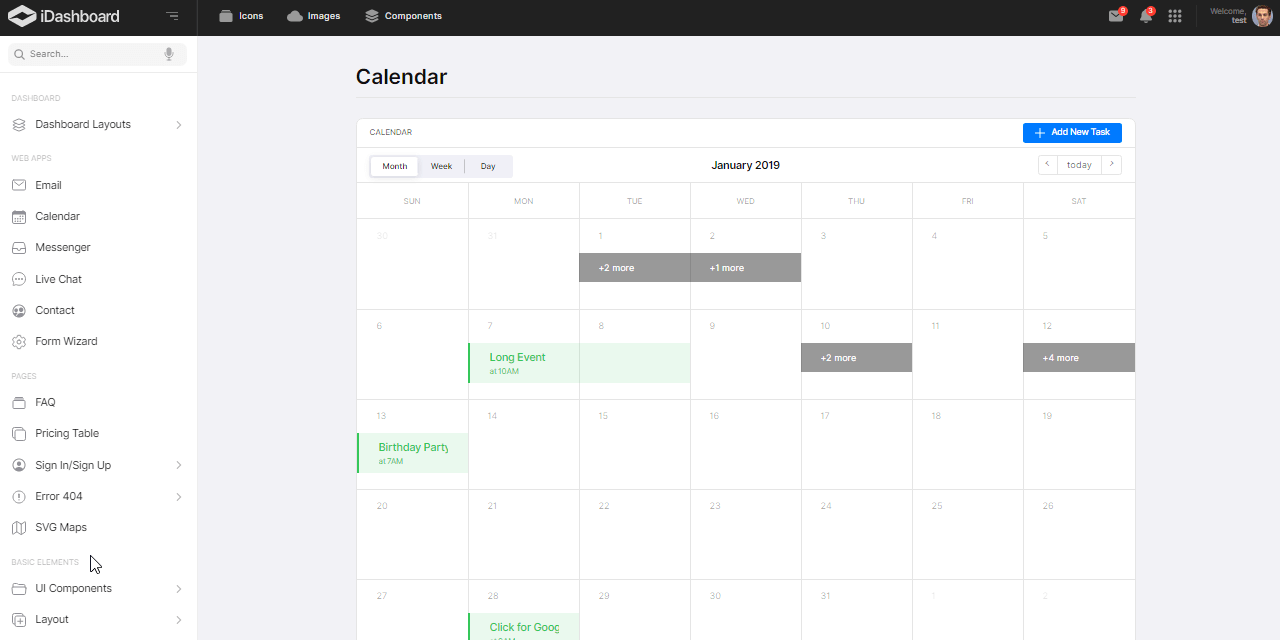 iDashboard
Icons
Images
Components
9
3
Welcome,
test
Search...
DASHBOARD
Dashboard Layouts
WEB APPS
Email
Calendar
Messenger
Live Chat
Contact
Form Wizard
PAGES
FAQ
Pricing Table
Sign In/Sign Up
Error 404
SVG Maps
BASIC ELEMENTS
UI Components
Layout
Calendar
CALENDAR
Add New Task
Month Week Day
January 2019
today
SUN MON TUE WED THU FRI SAT
30 31 1 2 3 4 5
+2 more +1 more
6 7 8 9 10 11 12
Long Event
at 10AM
+2 more
+4 more
13 14 15 16 17 18 19
Birthday Party
at 7AM
20 21 22 23 24 25 26
27 28 29 30 31 1 2
Click for Goog